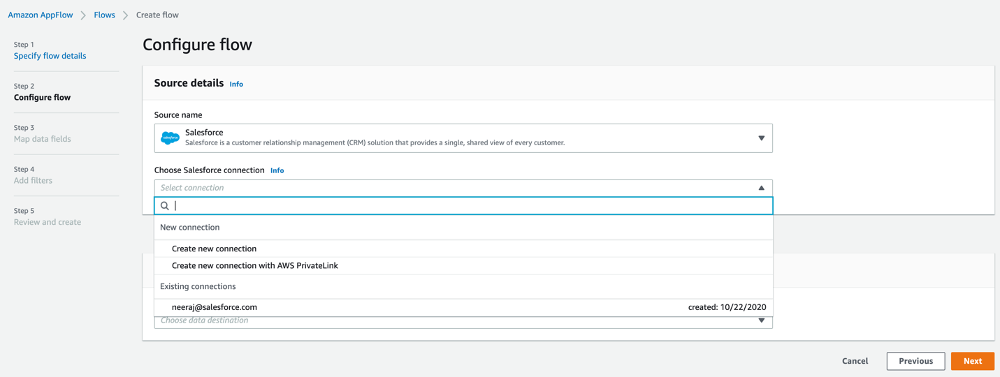 Amazon AppFlow > Flows > Create flow
Step 1
Specify flow details
Step 2
Configure flow
Step 3
Map data fields
Step 4
Add filters
Step 5
Review and create
Configure flow
Source details Info
Source name
salesforce
Salesforce
Salesforce is a customer relationship management (CRM) solution that provides a single, shared view of every customer.
Choose Salesforce connection Info
Select connection
New connection
Create new connection
Create new connection with AWS PrivateLink
Existing connections
neeraj@salesforce.com created: 10/22/2020
Choose data destination
Cancel Previous Next